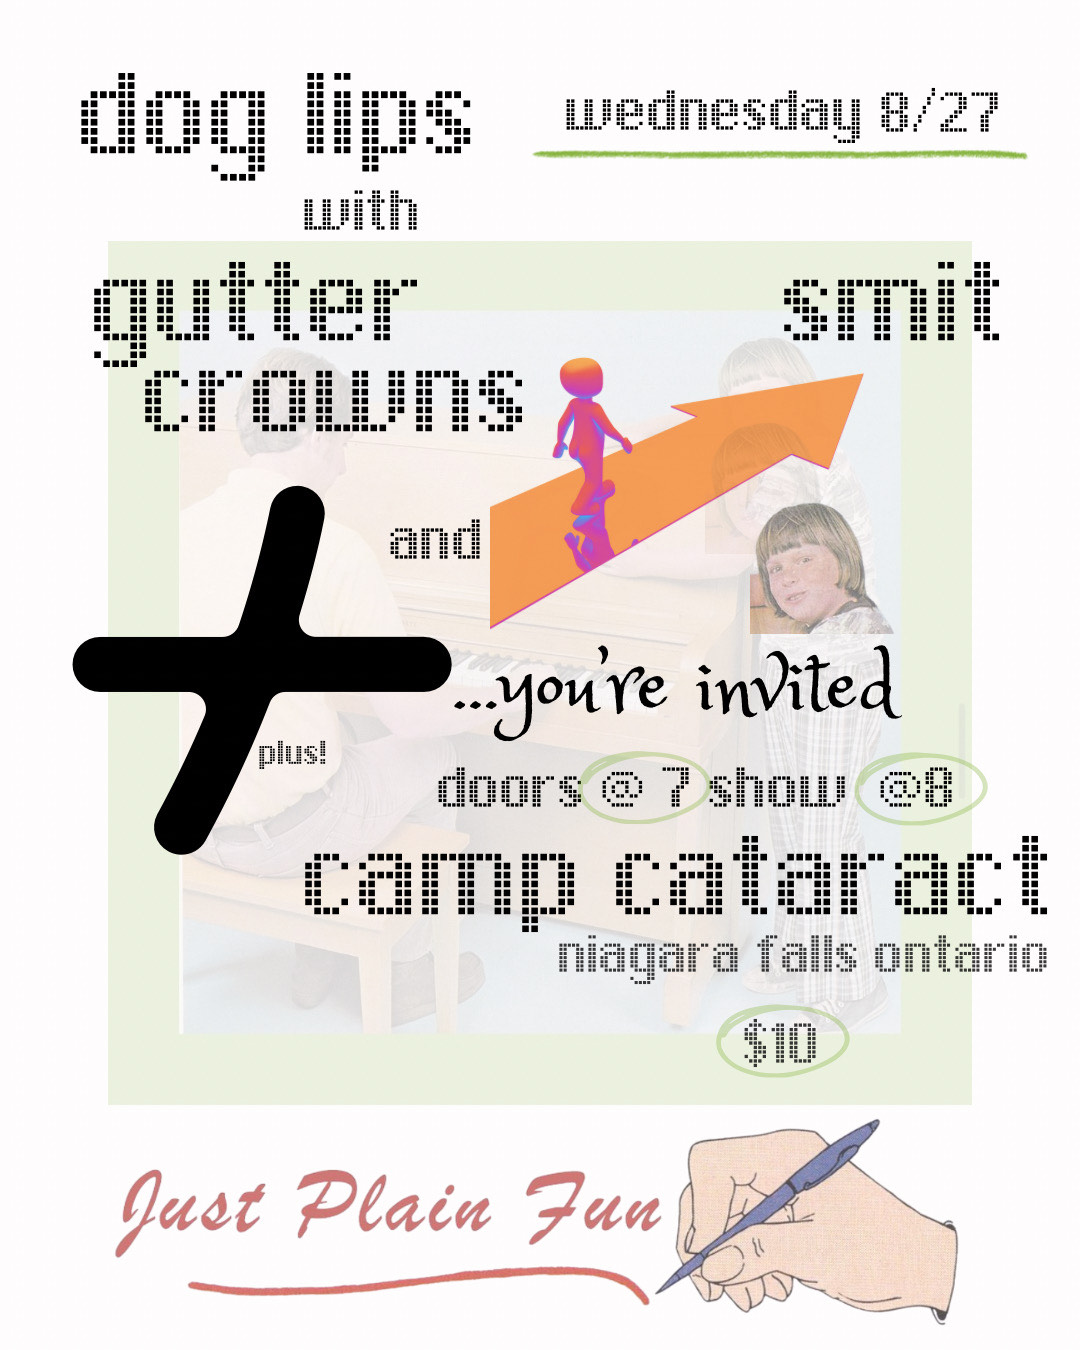 dog lips
wednesday 8/27
with
gutter
crowns
smit
and
...you're invited
plus!
doors @ 7 show @8
camp cataract
niagara falls ontario
$10
Just Plain Fun